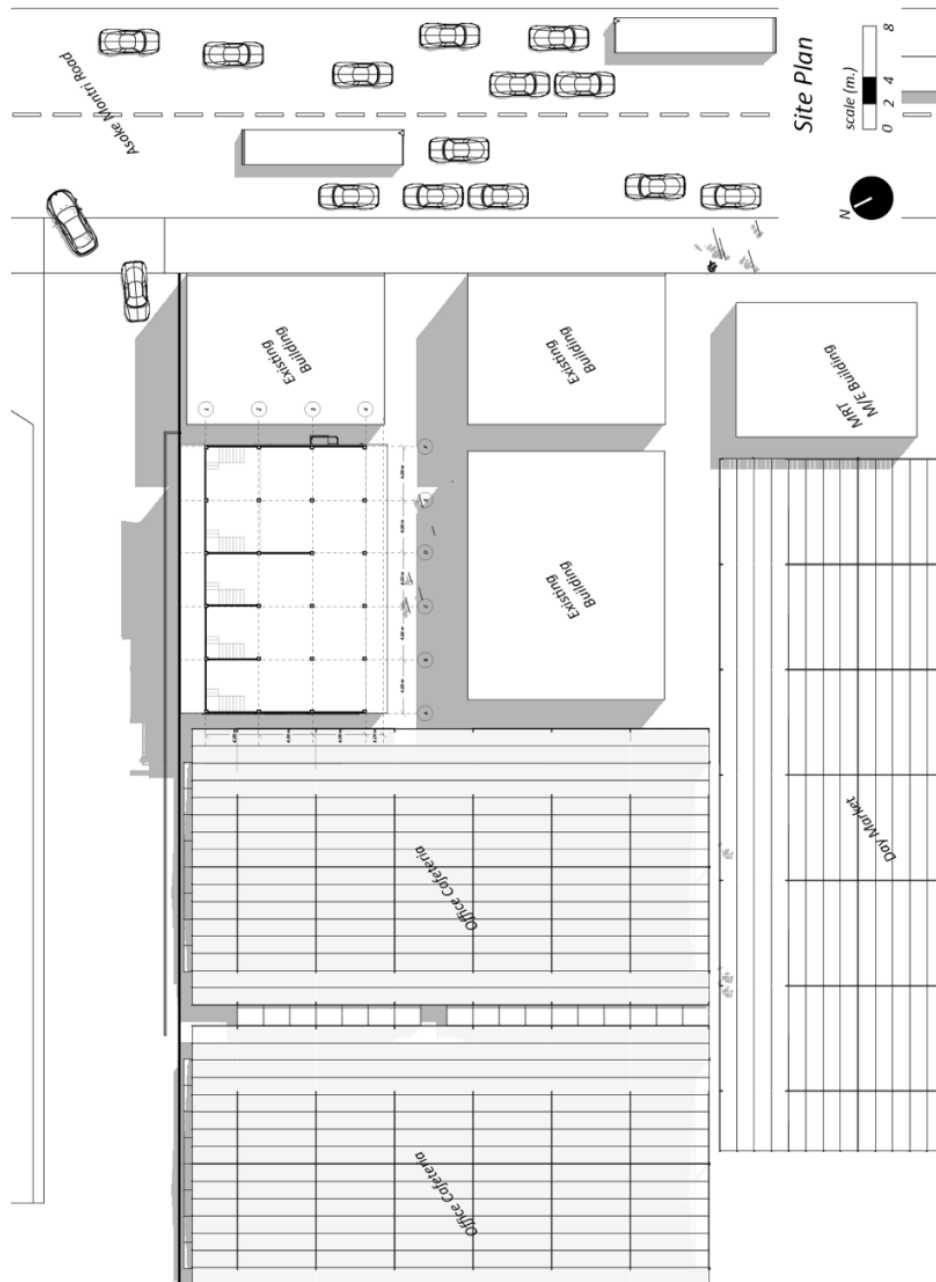 Site Plan
scale (m.)
0 2 4 8
N
Asoke Montri Road
Existing
Building
Existing
Building
MRT
M/E Building
Existing
Building
Day Market
Office Cafeteria
Office Cafeteria